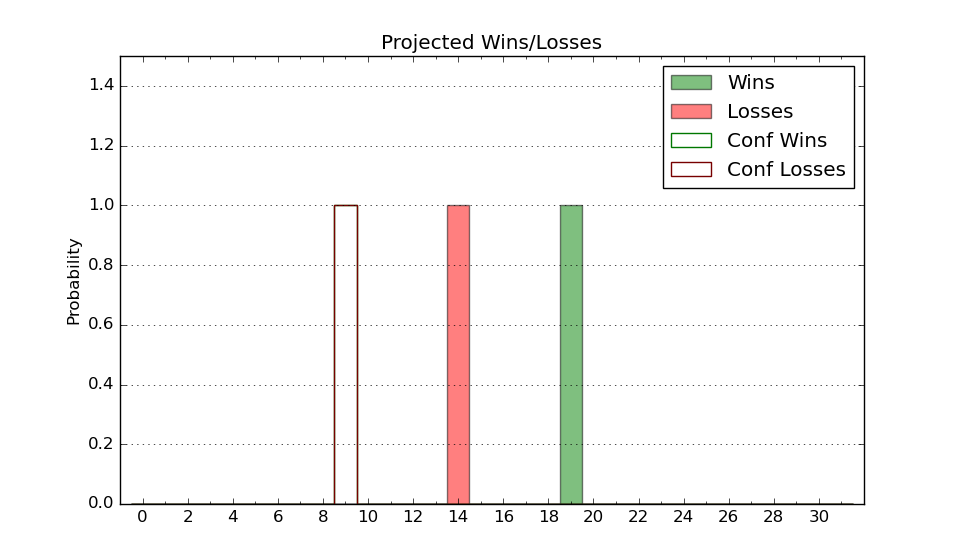 Projected Wins/Losses
Wins
Losses
Conf Wins
Conf Losses
Probability
1.4
1.2
1.0
0.8
0.6
0.4
0.2
0.0
0 2 4 6 8 10 12 14 16 18 20 22 24 26 28 30